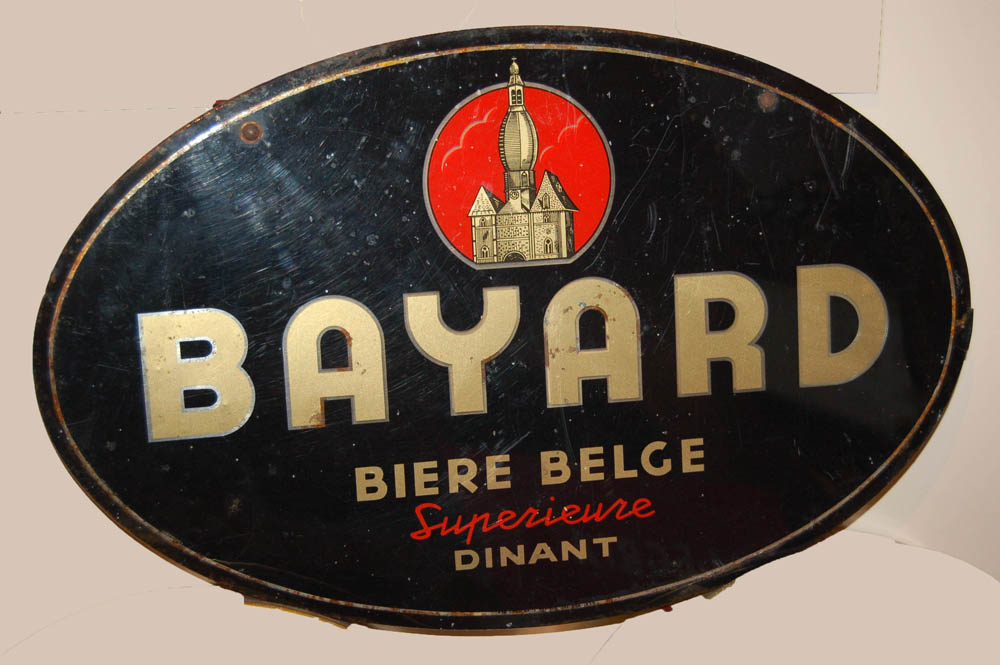 BAYARD
BIERE BELGE
Superieure
DINANT